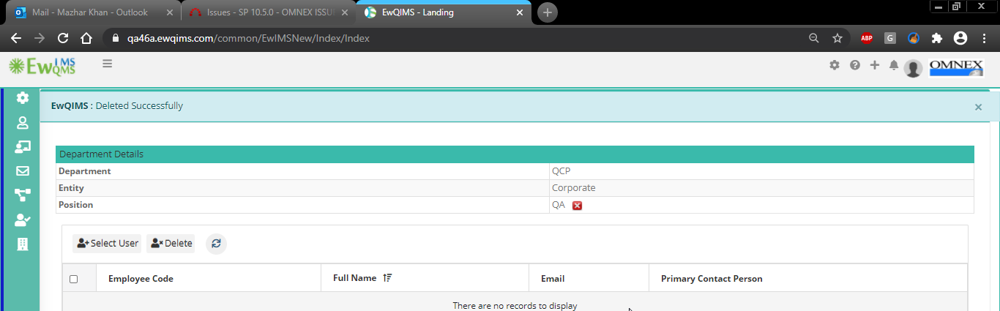 Mail - Mazhar Khan - Outlook
Issues - SP 10.5.0 - OMNEX ISSU
EwQIMS - Landing
qa46a.ewqims.com/common/EwIMSNew/Index/Index
ABP
G
EwIMS
QMS
OMNEX
EwQIMS : Deleted Successfully
Department Details
Department QCP
Entity Corporate
Position QA
Select User Delete
Employee Code Full Name Email Primary Contact Person
There are no records to display